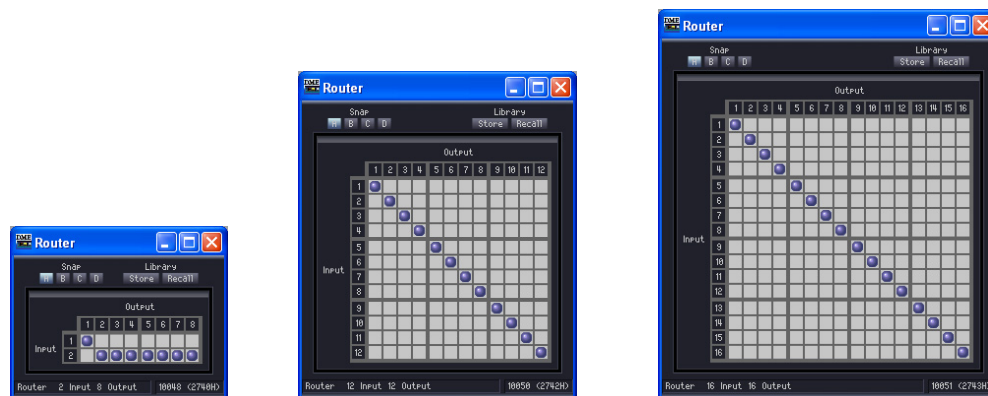 DME Router
Snap Library
A B C D Store Recall
Output
1 2 3 4 5 6 7 8
Input
1
2
Router 2 Input 8 Output 10048 (2740H)
DME Router
Snap Library
A B C D Store Recall
Output
1 2 3 4 5 6 7 8 9 10 11 12
1
2
3
4
5
Input
6
7
8
9
10
11
12
Router 12 Input 12 Output 10050 (2742H)
DME Router
Snap Library
A B C D Store Recall
Output
1 2 3 4 5 6 7 8 9 10 11 12 13 14 15 16
1
2
3
4
5
6
7
8
Input
9
10
11
12
13
14
15
16
Router 16 Input 16 Output 10051 (2743H)